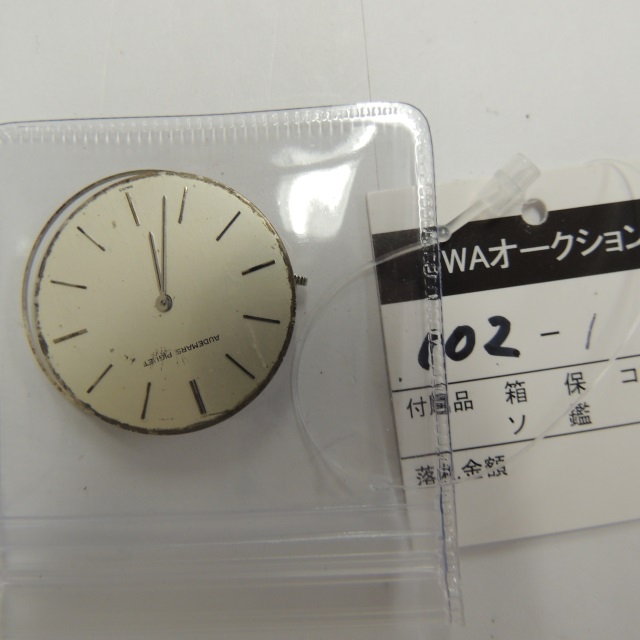 AUDEMARS PIGUET
WAオークション
602-1
付属品 箱 保 コ
ソ 鑑
落札金額